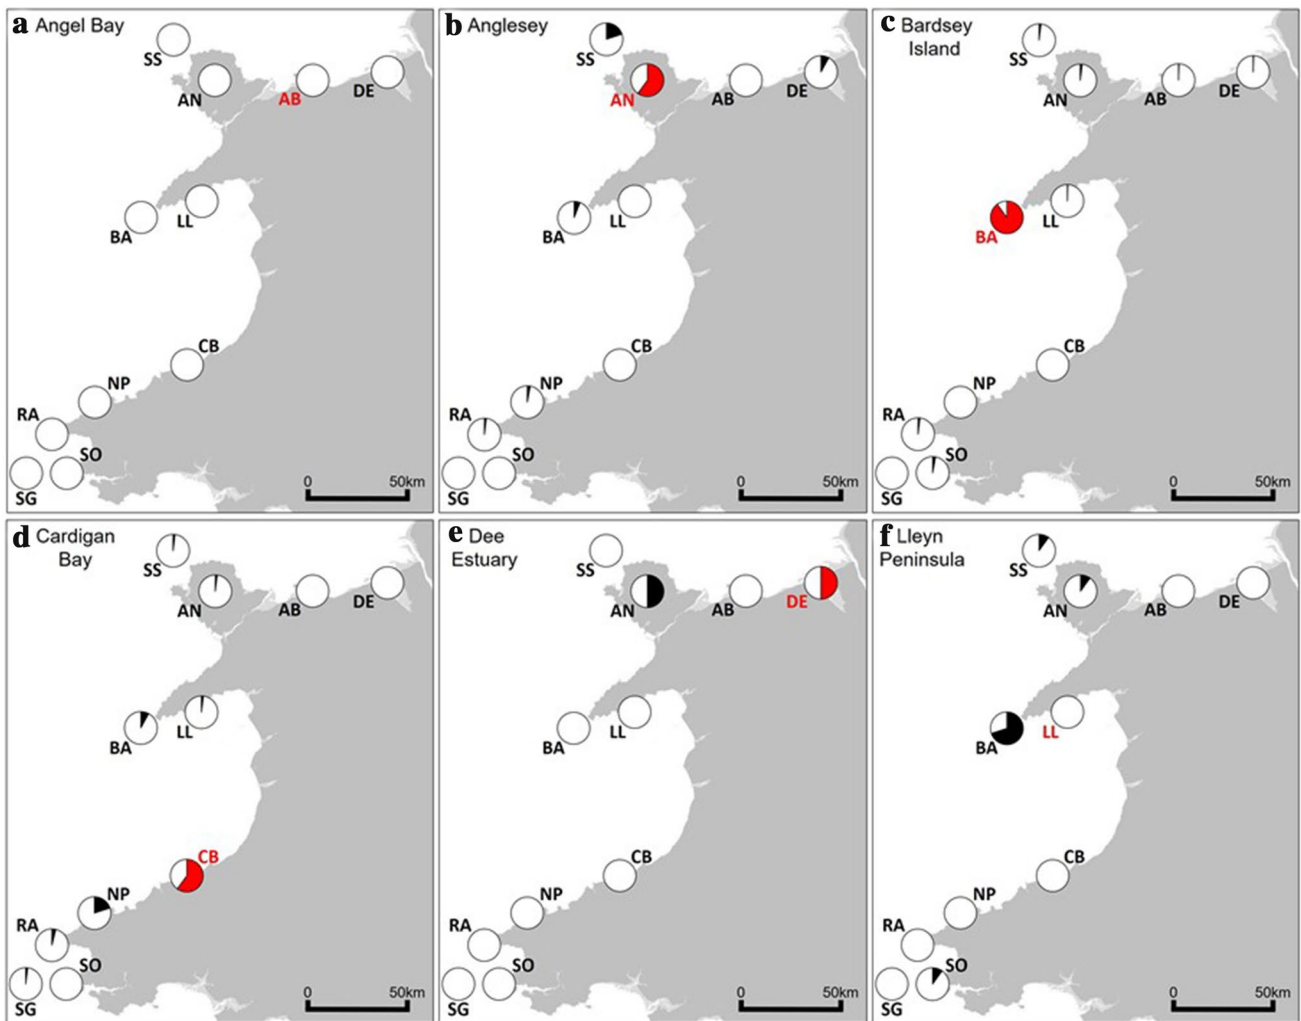 a Angel Bay
SS
AN
AB
DE
BA
LL
CB
NP
RA
SO
SG
0 50km
b Anglesey
SS
AN
AB
DE
BA
LL
CB
NP
RA
SO
SG
0 50km
c Bardsey
Island
SS
AN
AB
DE
BA
LL
CB
NP
RA
SO
SG
0 50km
d Cardigan
Bay
SS
AN
AB
DE
BA
LL
CB
NP
RA
SO
SG
0 50km
e Dee
Estuary
SS
AN
AB
DE
BA
LL
CB
NP
RA
SO
SG
0 50km
f Lleyn
Peninsula
SS
AN
AB
DE
BA
LL
CB
NP
RA
SO
SG
0 50km